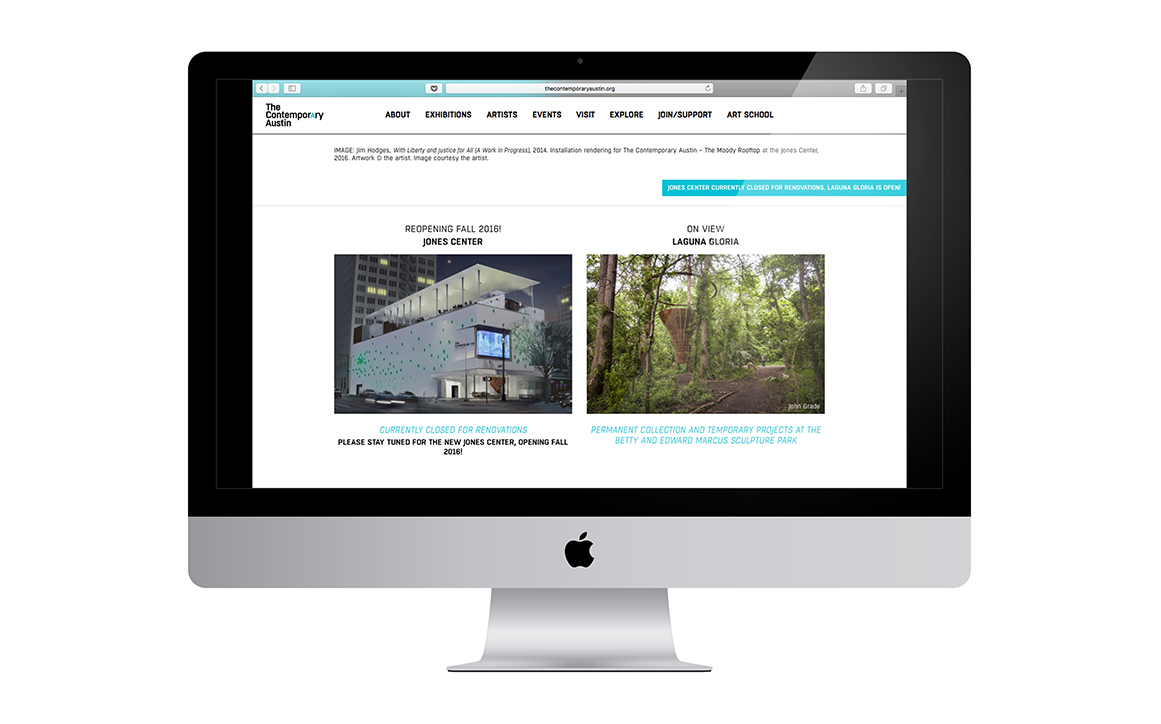 thecontemporaryaustin.org
The
Contemporary
Austin
ABOUT EXHIBITIONS ARTISTS EVENTS VISIT EXPLORE JOIN/SUPPORT ART SCHOOL
IMAGE: Jim Hodges, With Liberty and Justice for All (A Work in Progress), 2014. Installation rendering for The Contemporary Austin – The Moody Rooftop at the Jones Center,
2016. Artwork © the artist. Image courtesy the artist.
JONES CENTER CURRENTLY CLOSED FOR RENOVATIONS. LAGUNA GLORIA IS OPEN!
REOPENING FALL 2016!
JONES CENTER
ON VIEW
LAGUNA GLORIA
John Grade
CURRENTLY CLOSED FOR RENOVATIONS
PLEASE STAY TUNED FOR THE NEW JONES CENTER, OPENING FALL
2016!
PERMANENT COLLECTION AND TEMPORARY PROJECTS AT THE
BETTY AND EDWARD MARCUS SCULPTURE PARK